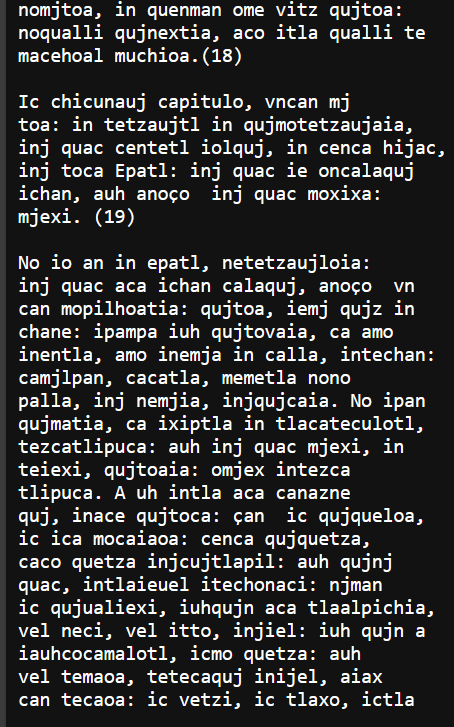 nomjtoa, in quenman ome vitz qujtoa:
noqualli qujnextia, aco itla qualli te
macehoal muchioa.(18)

Ic chicunauj capitulo, vncan mj
toa: in tetzaujtl in qujmotetzaujaia,
inj quac centetl iolquj, in cenca hijac,
inj toca Epatl: inj quac ie oncalaquj
ichan, auh anoço  inj quac moxixa:
mjexi. (19)

No io an in epatl, netetzaujloia:
inj quac aca ichan calaquj, anoço  vn
can mopilhoatia: qujtoa, iemj qujz in
chane: ipampa iuh qujtovaia, ca amo
inentla, amo inemja in calla, intechan:
camjlpan, cacatla, memetla nono
palla, inj nemjia, injqujcaia. No ipan
qujmatia, ca ixiptla in tlacateculotl,
tezcatlipuca: auh inj quac mjexi, in
teiexi, qujtoaia: omjex intezca
tlipuca. A uh intla aca canazne
quj, inace qujtoca: çan  ic qujqueloa,
ic ica mocaiaoa: cenca qujquetza,
caco quetza injcujtlapil: auh qujnj
quac, intlaieuel itechonaci: njman
ic qujualiexi, iuhqujn aca tlaalpichia,
vel neci, vel itto, injiel: iuh qujn a
iauhcocamalotl, icmo quetza: auh
vel temaoa, tetecaquj inijel, aiax
can tecaoa: ic vetzi, ic tlaxo, ictla